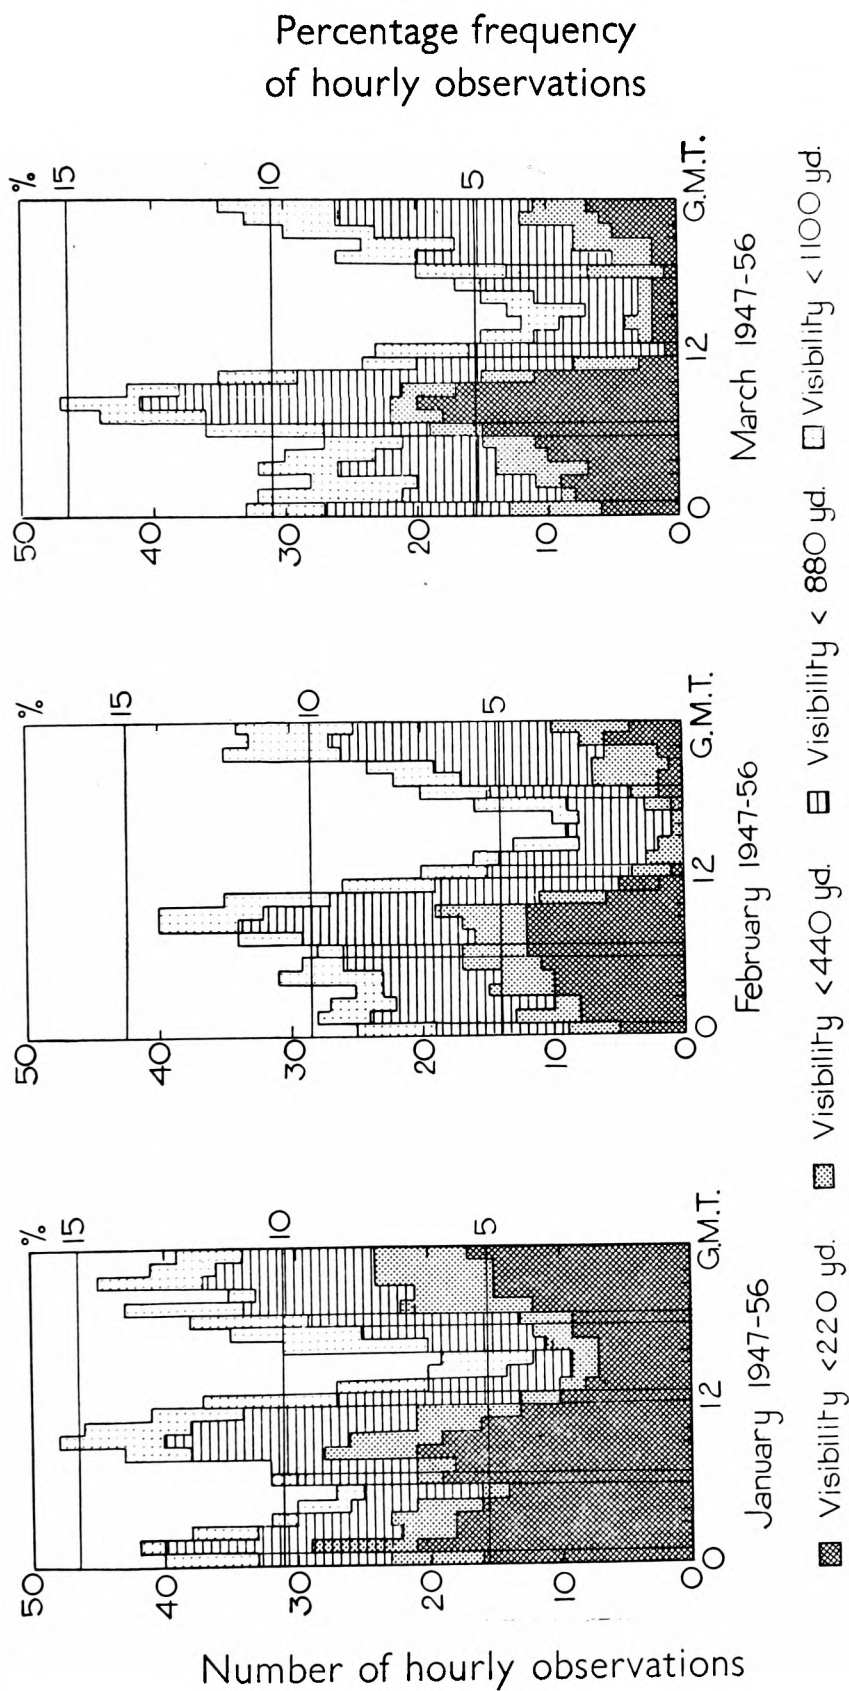 Percentage frequency
of hourly observations
%
15
10
5
50
40
30
20
10
0
0
12
G.M.T.
January 1947-56
%
15
10
5
50
40
30
20
10
0
0
12
G.M.T.
February 1947-56
%
15
10
5
50
40
30
20
10
0
0
12
G.M.T.
March 1947-56
Visibility <220 yd.
Visibility <440 yd.
Visibility < 880 yd.
Visibility <1100 yd.
Number of hourly observations